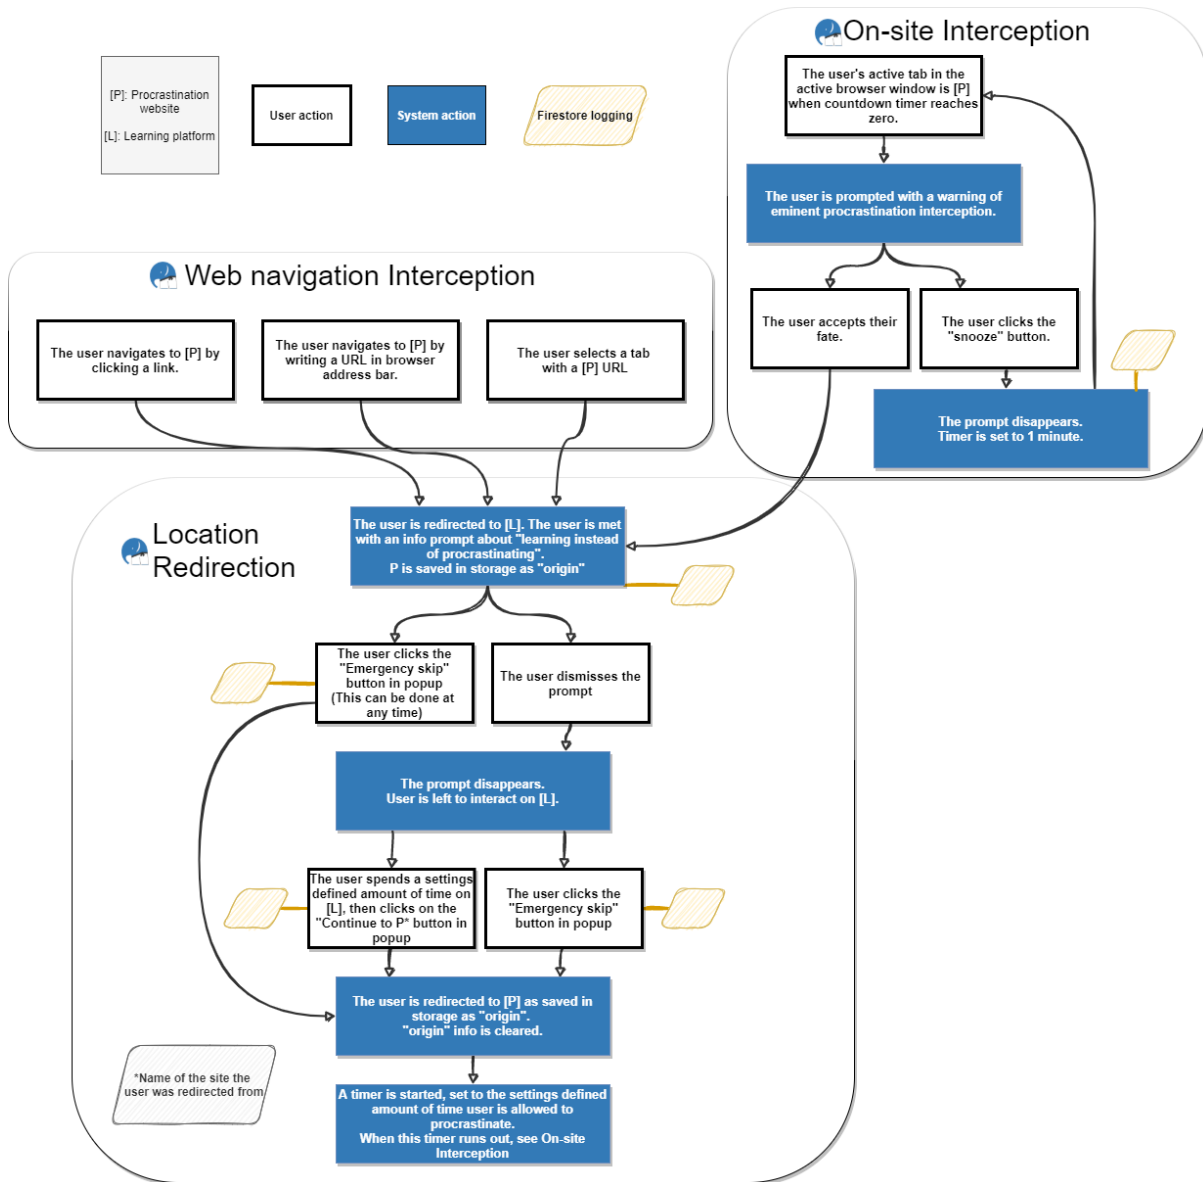 On-site Interception
[P]: Procrastination
website
[L]: Learning platform
User action
System action
Firestore logging
The user's active tab in the
active browser window is [P]
when countdown timer reaches
zero.
The user is prompted with a warning of
eminent procrastination interception.
The user accepts their
fate.
The user clicks the
"snooze" button.
The prompt disappears.
Timer is set to 1 minute.
Web navigation Interception
The user navigates to [P] by
clicking a link.
The user navigates to [P] by
writing a URL in browser
address bar.
The user selects a tab
with a [P] URL
Location
Redirection
The user is redirected to [L]. The user is met
with an info prompt about "learning instead
of procrastinating".
P is saved in storage as "origin"
The user clicks the
"Emergency skip"
button in popup
(This can be done at
any time)
The user dismisses the
prompt
The prompt disappears.
User is left to interact on [L].
The user spends a settings
defined amount of time on
[L], then clicks on the
"Continue to P* button in
popup
The user clicks the
"Emergency skip"
button in popup
The user is redirected to [P] as saved in
storage as "origin".
"origin" info is cleared.
*Name of the site the
user was redirected from
A timer is started, set to the settings defined
amount of time user is allowed to
procrastinate.
When this timer runs out, see On-site
Interception